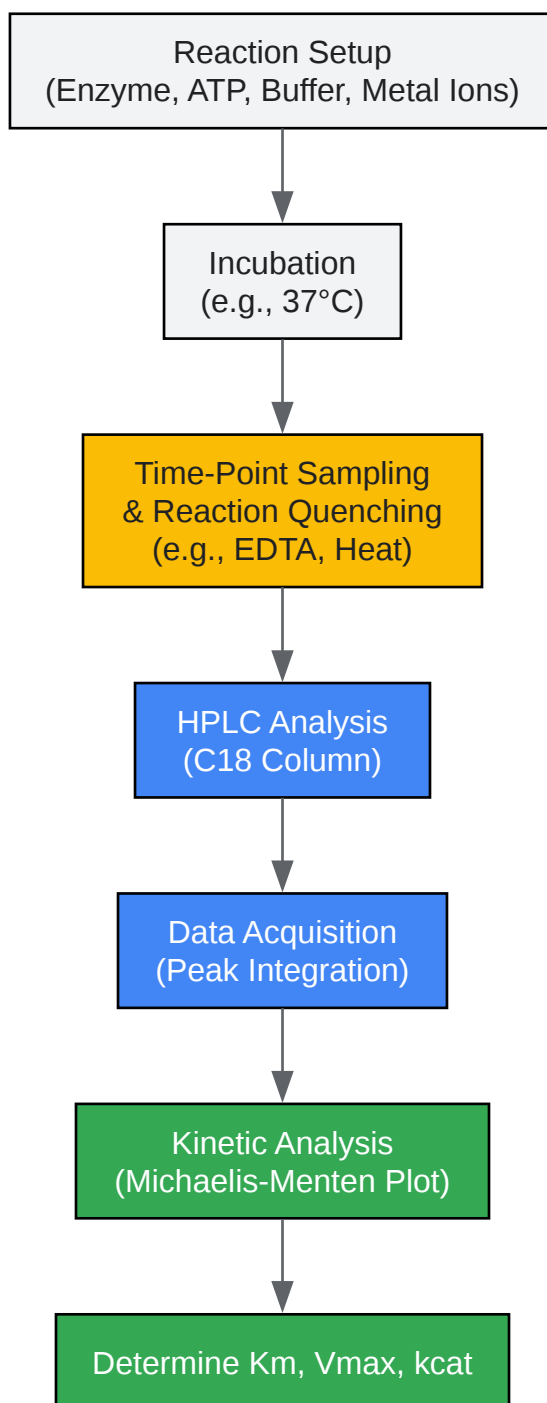 Reaction Setup
(Enzyme, ATP, Buffer, Metal Ions)
Incubation
(e.g., 37°C)
Time-Point Sampling
& Reaction Quenching
(e.g., EDTA, Heat)
HPLC Analysis
(C18 Column)
Data Acquisition
(Peak Integration)
Kinetic Analysis
(Michaelis-Menten Plot)
Determine Km, Vmax, kcat